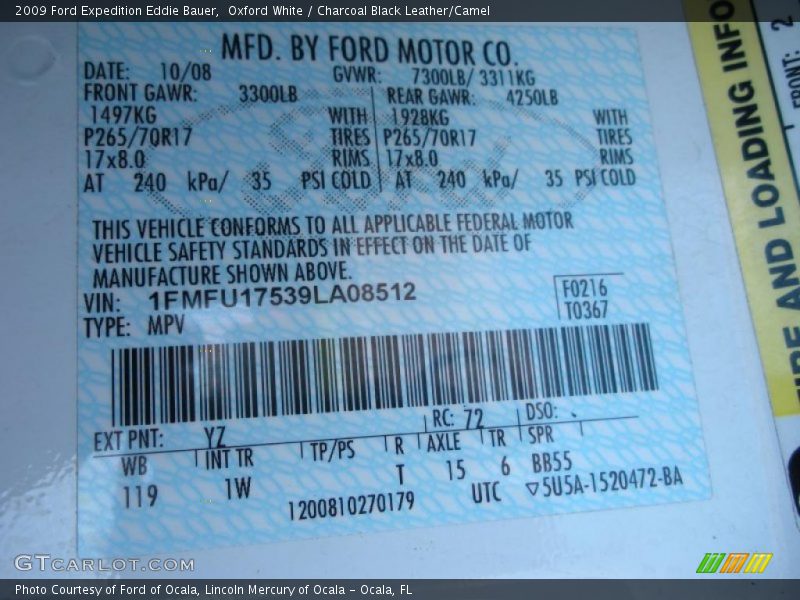 2009 Ford Expedition Eddie Bauer,  Oxford White / Charcoal Black Leather/Camel
MFD. BY FORD MOTOR CO.
DATE: 10/08 GVWR: 7300LB/ 3311KG
FRONT GAWR: 3300LB REAR GAWR: 4250LB
1497KG WITH 1928KG WITH
P265/70R17 TIRES P265/70R17 TIRES
17x8.0 RIMS 17x8.0 RIMS
AT 240 kPa/ 35 PSI COLD AT 240 kPa/ 35 PSI COLD
THIS VEHICLE CONFORMS TO ALL APPLICABLE FEDERAL MOTOR
VEHICLE SAFETY STANDARDS IN EFFECT ON THE DATE OF
MANUFACTURE SHOWN ABOVE.
VIN: 1FMFU17539LA08512
F0216
T0367
TYPE: MPV
EXT PNT: YZ RC: 72 DSO:
WB INT TR TP/PS R AXLE TR SPR
119 1W T 15 6 BB55
1200810270179 UTC ▽5U5A-1520472-BA
TIRE AND LOADING INFO
FRONT: 2
GTCARLOT.COM
Photo Courtesy of Ford of Ocala, Lincoln Mercury of Ocala – Ocala, FL